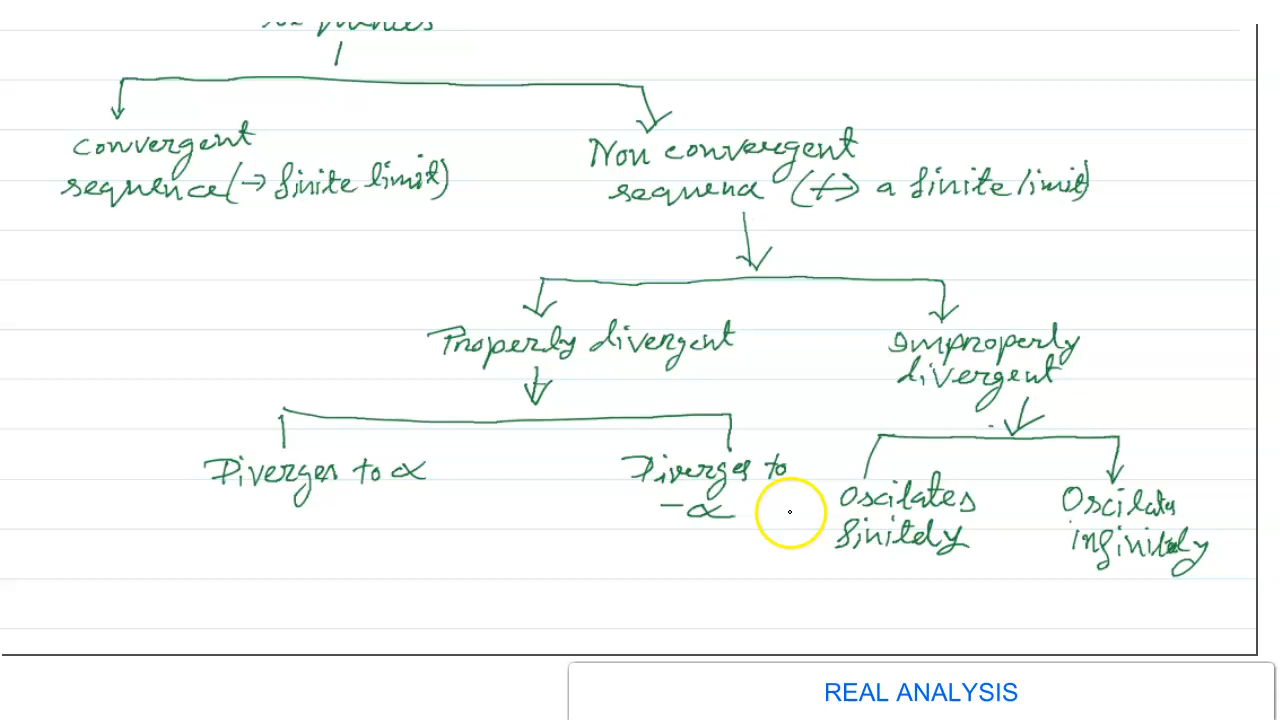 Convergent
sequence (→ finite limit)
Non convergent
sequence (↛ a finite limit)
Properly divergent
Improperly
divergent
Diverges to ∝
Diverges to
-∝
Oscilates
finitely
Oscilates
infinitely
REAL ANALYSIS